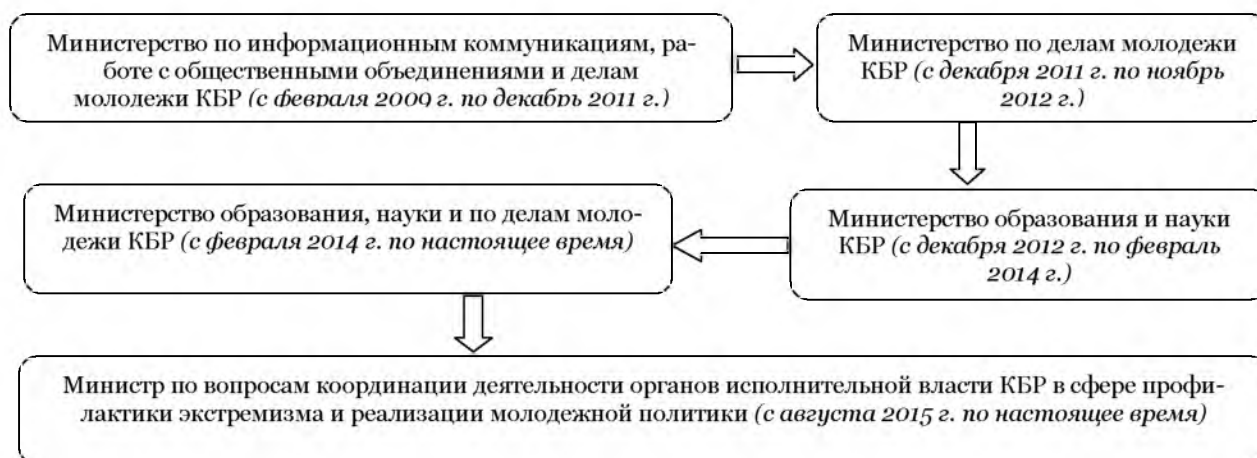 Министерство по информационным коммуникациям, ра-
боте с общественными объединениями и делам
молодежи КБР (с февраля 2009 г. по декабрь 2011 г.)
Министерство по делам молодежи
КБР (с декабря 2011 г. по ноябрь
2012 г.)
Министерство образования и науки
КБР (с декабря 2012 г. по февраль
2014 г.)
Министерство образования, науки и по делам моло-
дежи КБР (с февраля 2014 г. по настоящее время)
Министр по вопросам координации деятельности органов исполнительной власти КБР в сфере профи-
лактики экстремизма и реализации молодежной политики (с августа 2015 г. по настоящее время)